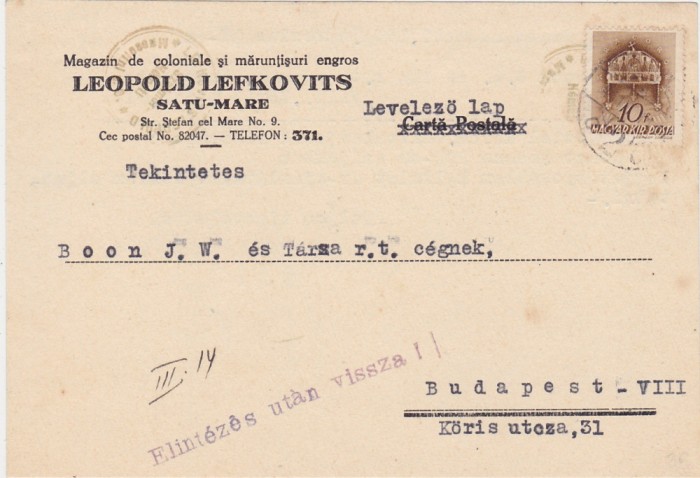 Magazin de coloniale și mărunțișuri engros
LEOPOLD LEFKOVITS
SATU-MARE
Str. Ștefan cel Mare No. 9.
Cec postal No. 82047. — TELEFON: 371.
Levelező lap
Cartă Postală
10f
MAGYAR KIR. POSTA
Tekintetes
Boon J.W. és Társa r.t. cégnek,
III. 14
Elintézés után vissza!
Budapest-VIII
Köris utcza,31